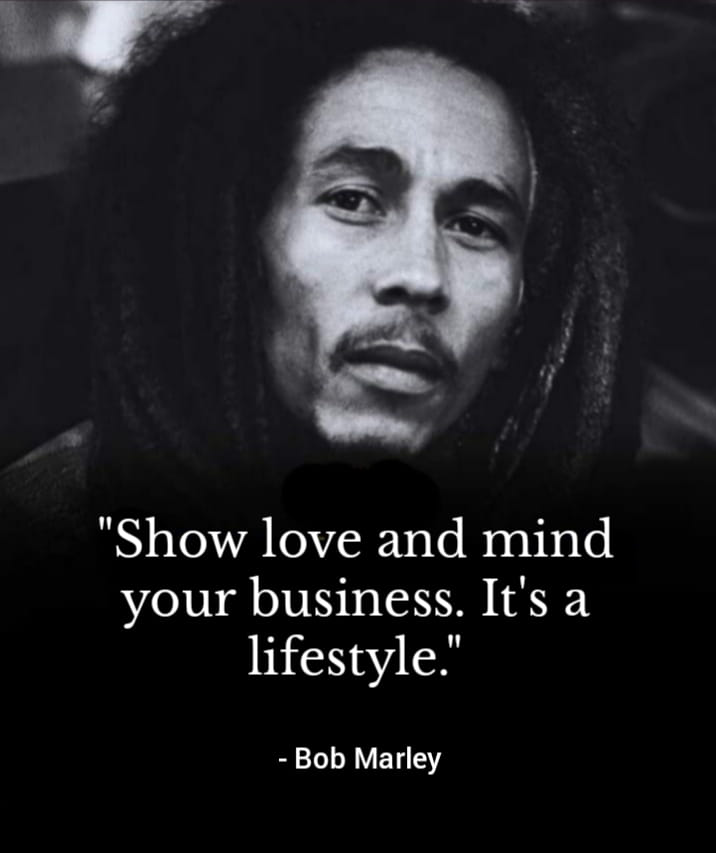 "Show love and mind
your business. It's a
lifestyle."
- Bob Marley